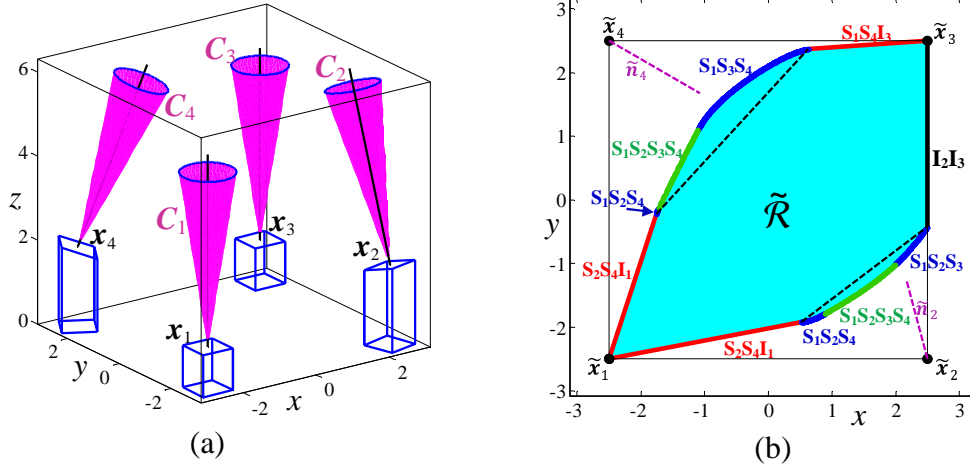 6
4
2
0
z
2
0
-2
y
-2
0
2
x
C₄
C₃
C₂
C₁
x₄
x₃
x₂
x₁
(a)
3
2
1
0
-1
-2
-3
y
-3 -2 -1 0 1 2 3
x
x̃₄
x̃₃
ñ₄
S₁S₃S₄
S₁S₄I₃
S₁S₂S₃S₄
S₁S₂S₄
I₂I₃
R̃
S₂S₄I₁
S₁S₂S₃
S₁S₂S₃S₄
ñ₂
S₁S₂S₄
S₂S₄I₁
x̃₁
x̃₂
(b)